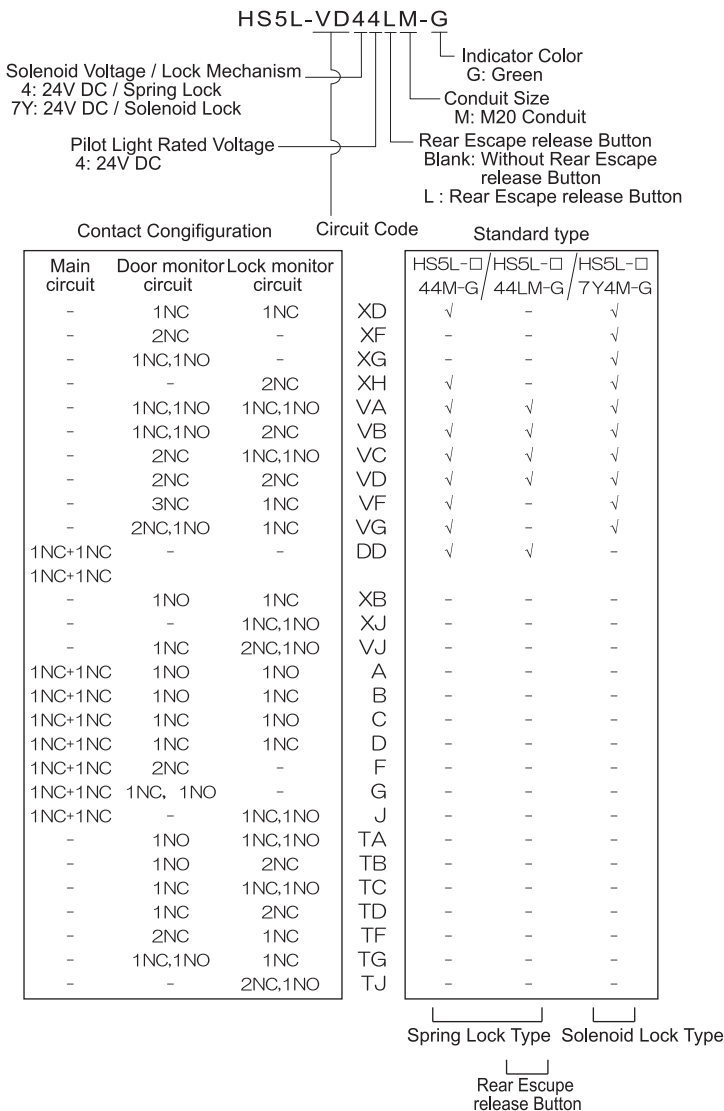 HS5L-VD44LM-G
Indicator Color
G: Green
Solenoid Voltage / Lock Mechanism
4: 24V DC / Spring Lock
7Y: 24V DC / Solenoid Lock
Conduit Size
M: M20 Conduit
Pilot Light Rated Voltage
4: 24V DC
Rear Escape release Button
Blank: Without Rear Escape
release Button
L : Rear Escape release Button
Contact Congifiguration
Circuit Code
Standard type
Main circuit Door monitor circuit Lock monitor circuit
HS5L-□ 44M-G / HS5L-□ 44LM-G / HS5L-□ 7Y4M-G
- 1NC 1NC XD √ - √
- 2NC - XF - - √
- 1NC,1NO - XG - - √
- - 2NC XH √ - √
- 1NC,1NO 1NC,1NO VA √ √ √
- 1NC,1NO 2NC VB √ √ √
- 2NC 1NC,1NO VC √ √ √
- 2NC 2NC VD √ √ √
- 3NC 1NC VF √ - √
- 2NC,1NO 1NC VG √ - √
1NC+1NC - - DD √ √ -
1NC+1NC
- 1NO 1NC XB - - -
- - 1NC,1NO XJ - - -
- 1NC 2NC,1NO VJ - - -
1NC+1NC 1NO 1NO A - - -
1NC+1NC 1NO 1NC B - - -
1NC+1NC 1NC 1NO C - - -
1NC+1NC 1NC 1NC D - - -
1NC+1NC 2NC - F - - -
1NC+1NC 1NC, 1NO - G - - -
1NC+1NC - 1NC,1NO J - - -
- 1NO 1NC,1NO TA - - -
- 1NO 2NC TB - - -
- 1NC 1NC,1NO TC - - -
- 1NC 2NC TD - - -
- 2NC 1NC TF - - -
- 1NC,1NO 1NC TG - - -
- - 2NC,1NO TJ - - -
Spring Lock Type Solenoid Lock Type
Rear Escupe
release Button